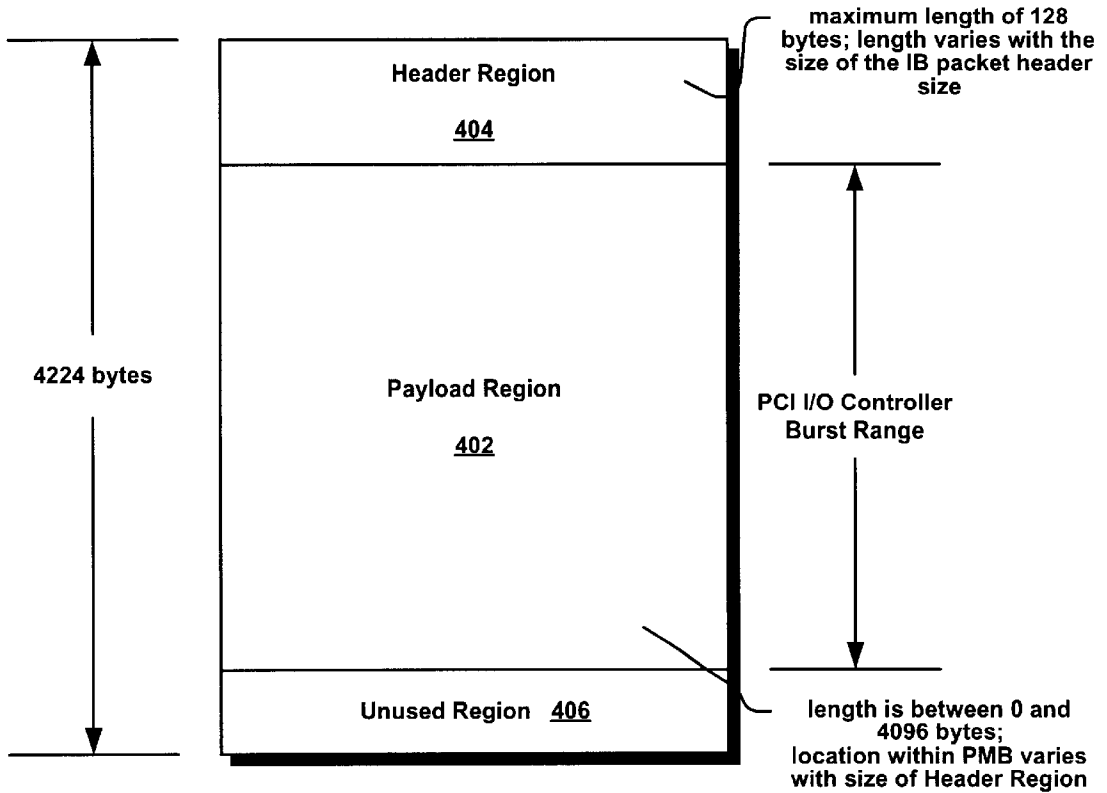 maximum length of 128
bytes; length varies with the
size of the IB packet header
size
Header Region
404
4224 bytes
Payload Region
402
PCI I/O Controller
Burst Range
Unused Region 406
length is between 0 and
4096 bytes;
location within PMB varies
with size of Header Region